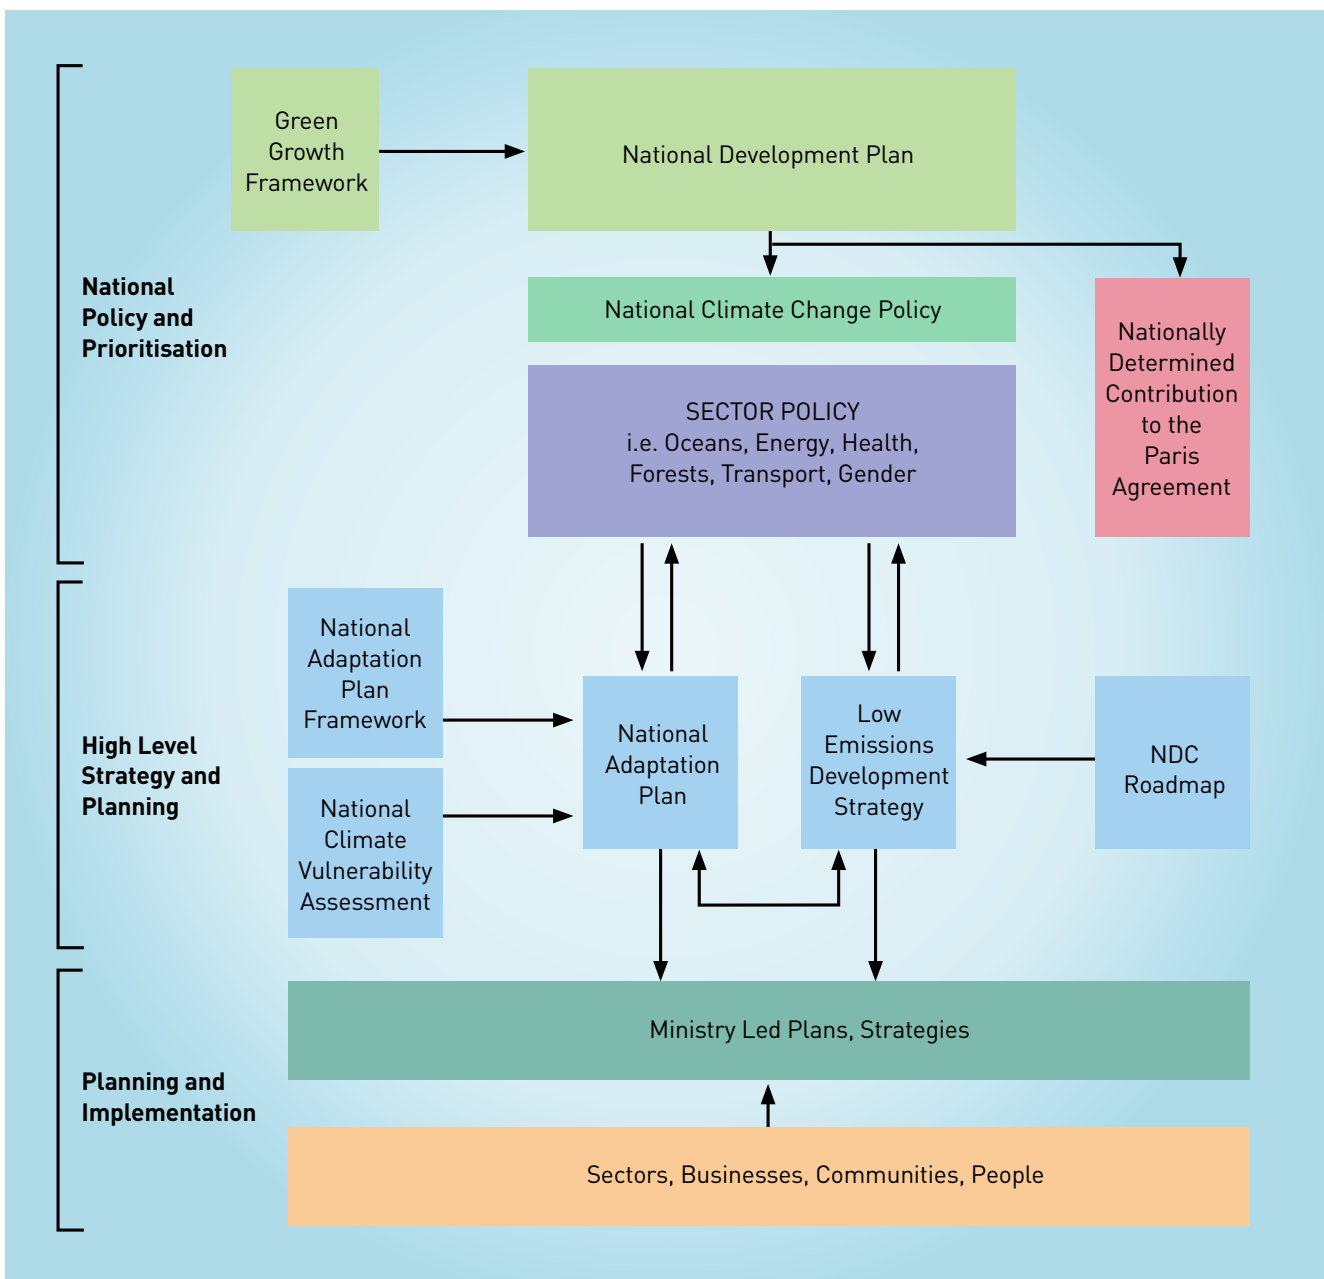 Green
Growth
Framework
National Development Plan
National
Policy and
Prioritisation
National Climate Change Policy
Nationally
Determined
Contribution
to the
Paris
Agreement
SECTOR POLICY
i.e. Oceans, Energy, Health,
Forests, Transport, Gender
High Level
Strategy and
Planning
National
Adaptation
Plan
Framework
National
Climate
Vulnerability
Assessment
National
Adaptation
Plan
Low
Emissions
Development
Strategy
NDC
Roadmap
Planning and
Implementation
Ministry Led Plans, Strategies
Sectors, Businesses, Communities, People